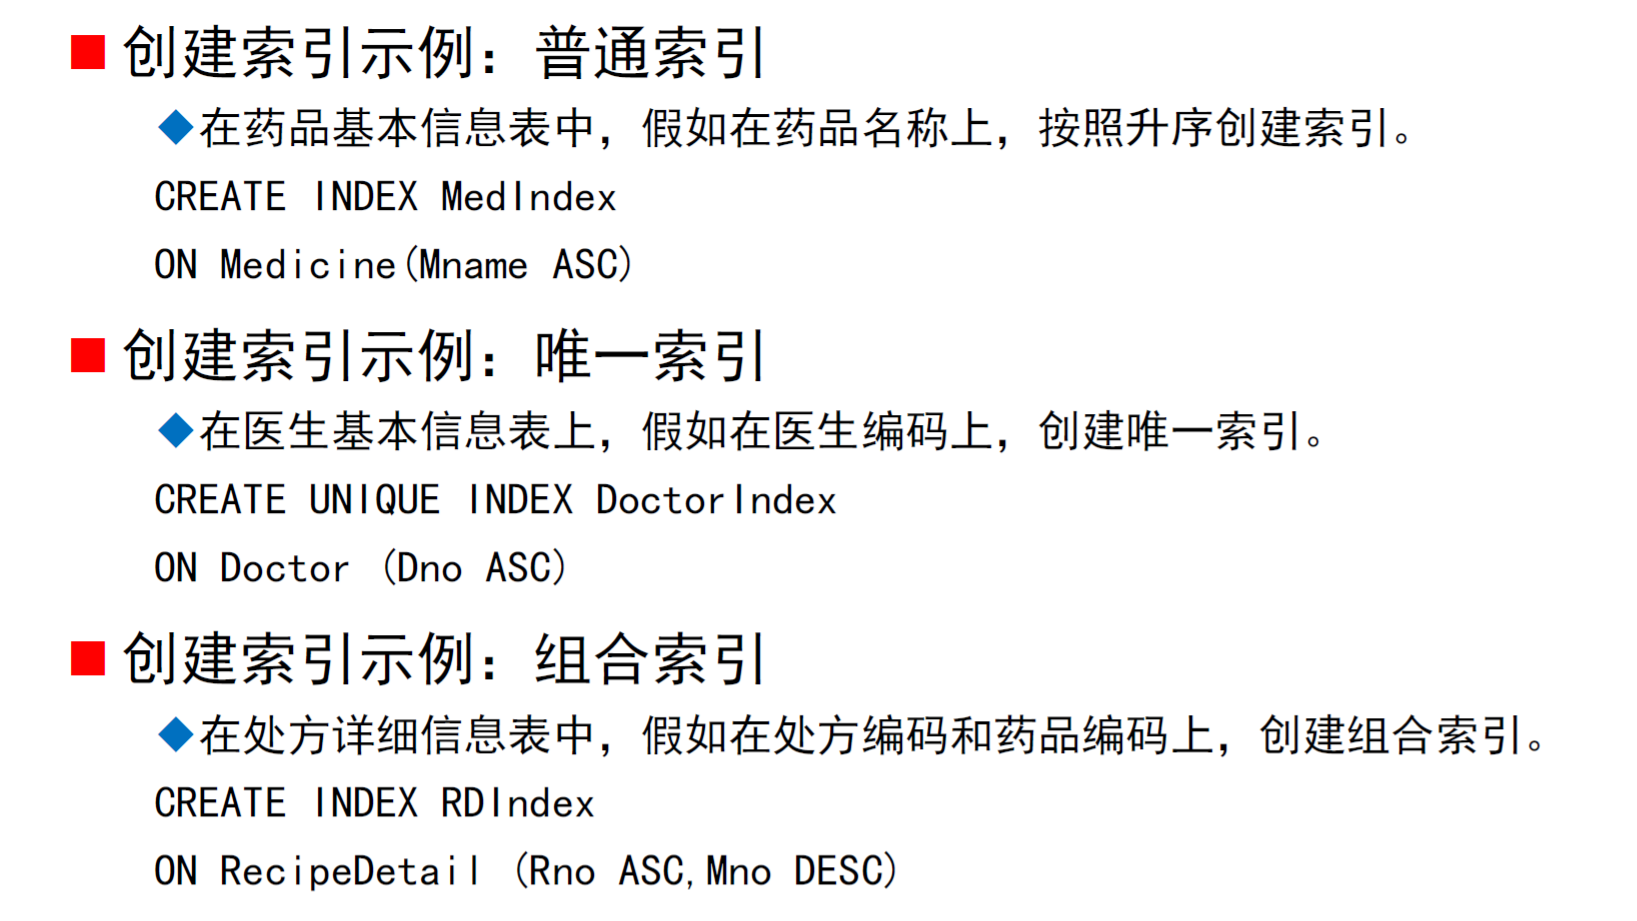 创建索引示例：普通索引
在药品基本信息表中，假如在药品名称上，按照升序创建索引。
CREATE INDEX MedIndex
ON Medicine(Mname ASC)
创建索引示例：唯一索引
在医生基本信息表上，假如在医生编码上，创建唯一索引。
CREATE UNIQUE INDEX DoctorIndex
ON Doctor (Dno ASC)
创建索引示例：组合索引
在处方详细信息表中，假如在处方编码和药品编码上，创建组合索引。
CREATE INDEX RDIndex
ON RecipeDetail (Rno ASC,Mno DESC)